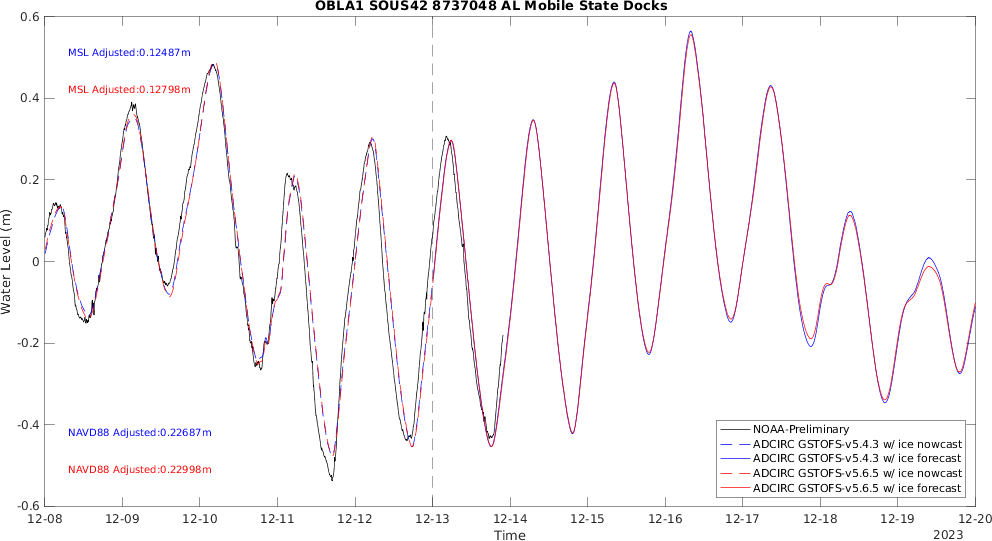 OBLA1 SOUS42 8737048 AL Mobile State Docks
0.6
MSL Adjusted:0.12487m
MSL Adjusted:0.12798m
0.4
0.2
0
-0.2
-0.4
-0.6
Water Level (m)
NAVD88 Adjusted:0.22687m
NAVD88 Adjusted:0.22998m
NOAA-Preliminary
ADCIRC GSTOFS-v5.4.3 w/ ice nowcast
ADCIRC GSTOFS-v5.4.3 w/ ice forecast
ADCIRC GSTOFS-v5.6.5 w/ ice nowcast
ADCIRC GSTOFS-v5.6.5 w/ ice forecast
12-08 12-09 12-10 12-11 12-12 12-13 12-14 12-15 12-16 12-17 12-18 12-19 12-20
Time
2023